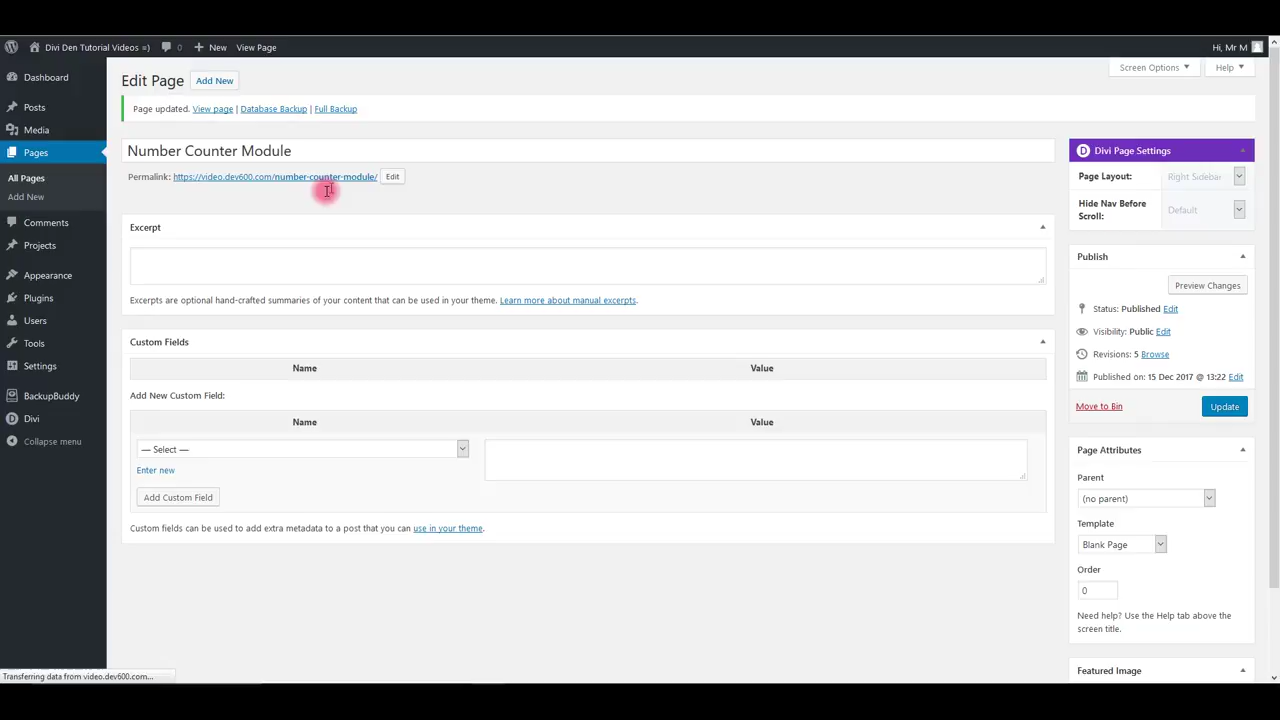 Divi Den Tutorial Videos =)
0
New
View Page
Hi, Mr M
Dashboard
Posts
Media
Pages
All Pages
Add New
Comments
Projects
Appearance
Plugins
Users
Tools
Settings
BackupBuddy
Divi
Collapse menu
Edit Page
Add New
Screen Options
Help
Page updated. View page | Database Backup | Full Backup
Number Counter Module
Permalink: https://video.dev600.com/number-counter-module/ Edit
Excerpt
Excerpts are optional hand-crafted summaries of your content that can be used in your theme. Learn more about manual excerpts.
Custom Fields
Name Value
Add New Custom Field:
Name Value
— Select —
Enter new
Add Custom Field
Custom fields can be used to add extra metadata to a post that you can use in your theme.
D Divi Page Settings
Page Layout: Right Sidebar
Hide Nav Before
Scroll:
Default
Publish
Preview Changes
Status: Published Edit
Visibility: Public Edit
Revisions: 5 Browse
Published on: 15 Dec 2017 @ 13:22 Edit
Move to Bin
Update
Page Attributes
Parent
(no parent)
Template
Blank Page
Order
0
Need help? Use the Help tab above the
screen title.
Featured Image
Transferring data from video.dev600.com...